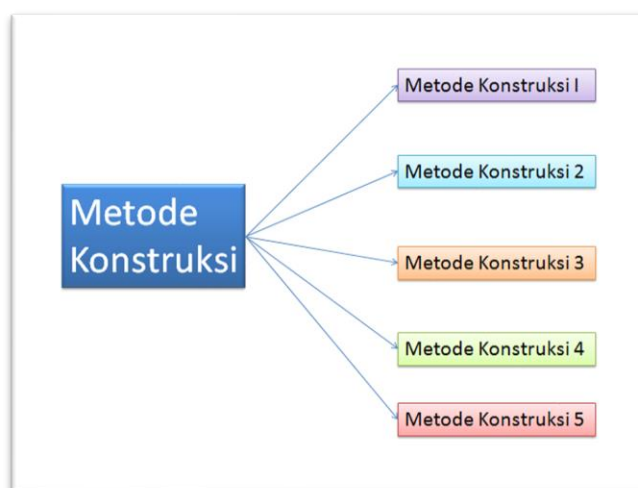 Metode
Konstruksi
Metode Konstruksi I
Metode Konstruksi 2
Metode Konstruksi 3
Metode Konstruksi 4
Metode Konstruksi 5